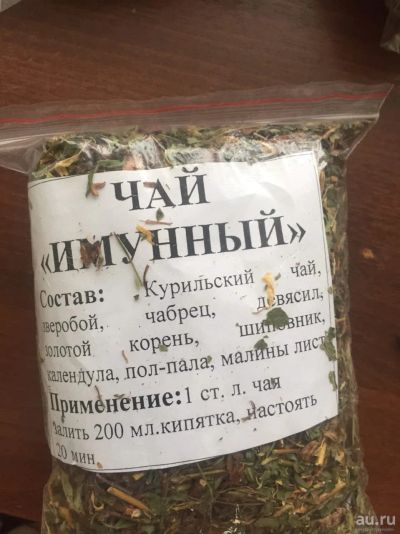 ЧАЙ
«ИМУННЫЙ»
Состав: Курильский чай,
зверобой, чабрец, девясил,
золотой корень, шиповник,
календула, пол-пала, малины лист
Применение:1 ст. л. чая
залить 200 мл.кипятка, настоять
20 мин.
au.ru